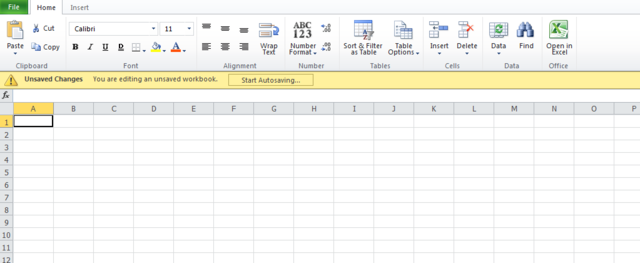 File Home Insert
Calibri 11
Cut
Copy
Paste
B I U D
ABC
123
Wrap
Text
Number
Format
Sort & Filter
as Table
Table
Options
Insert Delete
Data Find
Open in
Excel
Clipboard Font Alignment Number Tables Cells Data Office
Unsaved Changes You are editing an unsaved workbook. Start Autosaving...
fx
A B C D E F G H I J K L M N O P
1
2
3
4
5
6
7
8
9
10
11
12